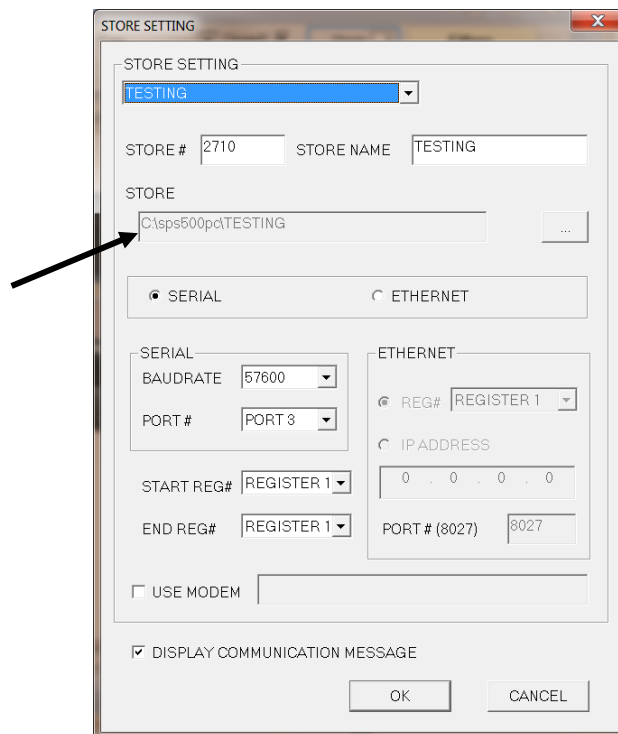 STORE SETTING
STORE SETTING
TESTING
STORE # 2710 STORE NAME TESTING
STORE
C:\sps500pc\TESTING ...
SERIAL ETHERNET
SERIAL
BAUDRATE 57600
PORT # PORT 3
START REG# REGISTER 1
END REG# REGISTER 1
ETHERNET
REG# REGISTER 1
IP ADDRESS
0 . 0 . 0 . 0
PORT # (8027) 8027
USE MODEM
DISPLAY COMMUNICATION MESSAGE
OK CANCEL